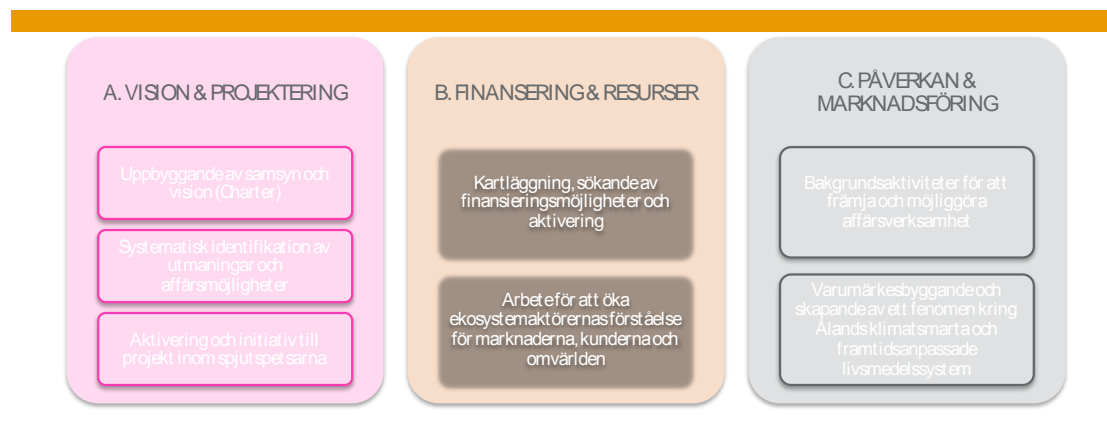 A. VISION & PROJEKTERING
Uppbyggande av samsyn och
vision (Charter)
Systematisk identifikation av
utmaningar och
affärsmöjligheter
Aktivering och initiativ till
projekt inom spjutspetsarna
B. FINANSERING & RESURSER
Kartläggning, sökande av
finansieringsmöjligheter och
aktivering
Arbete för att öka
ekosystemaktörernas förståelse
för marknaderna, kunderna och
omvärlden
C. PÅVERKAN &
MARKNADSFÖRING
Bakgrundsaktiviteter för att
främja och möjliggöra
affärsverksamhet
Varumärkesbyggande och
skapande av ett fenomen kring
Ålands klimatsmarta och
framtidsanpassade
livsmedelssystem